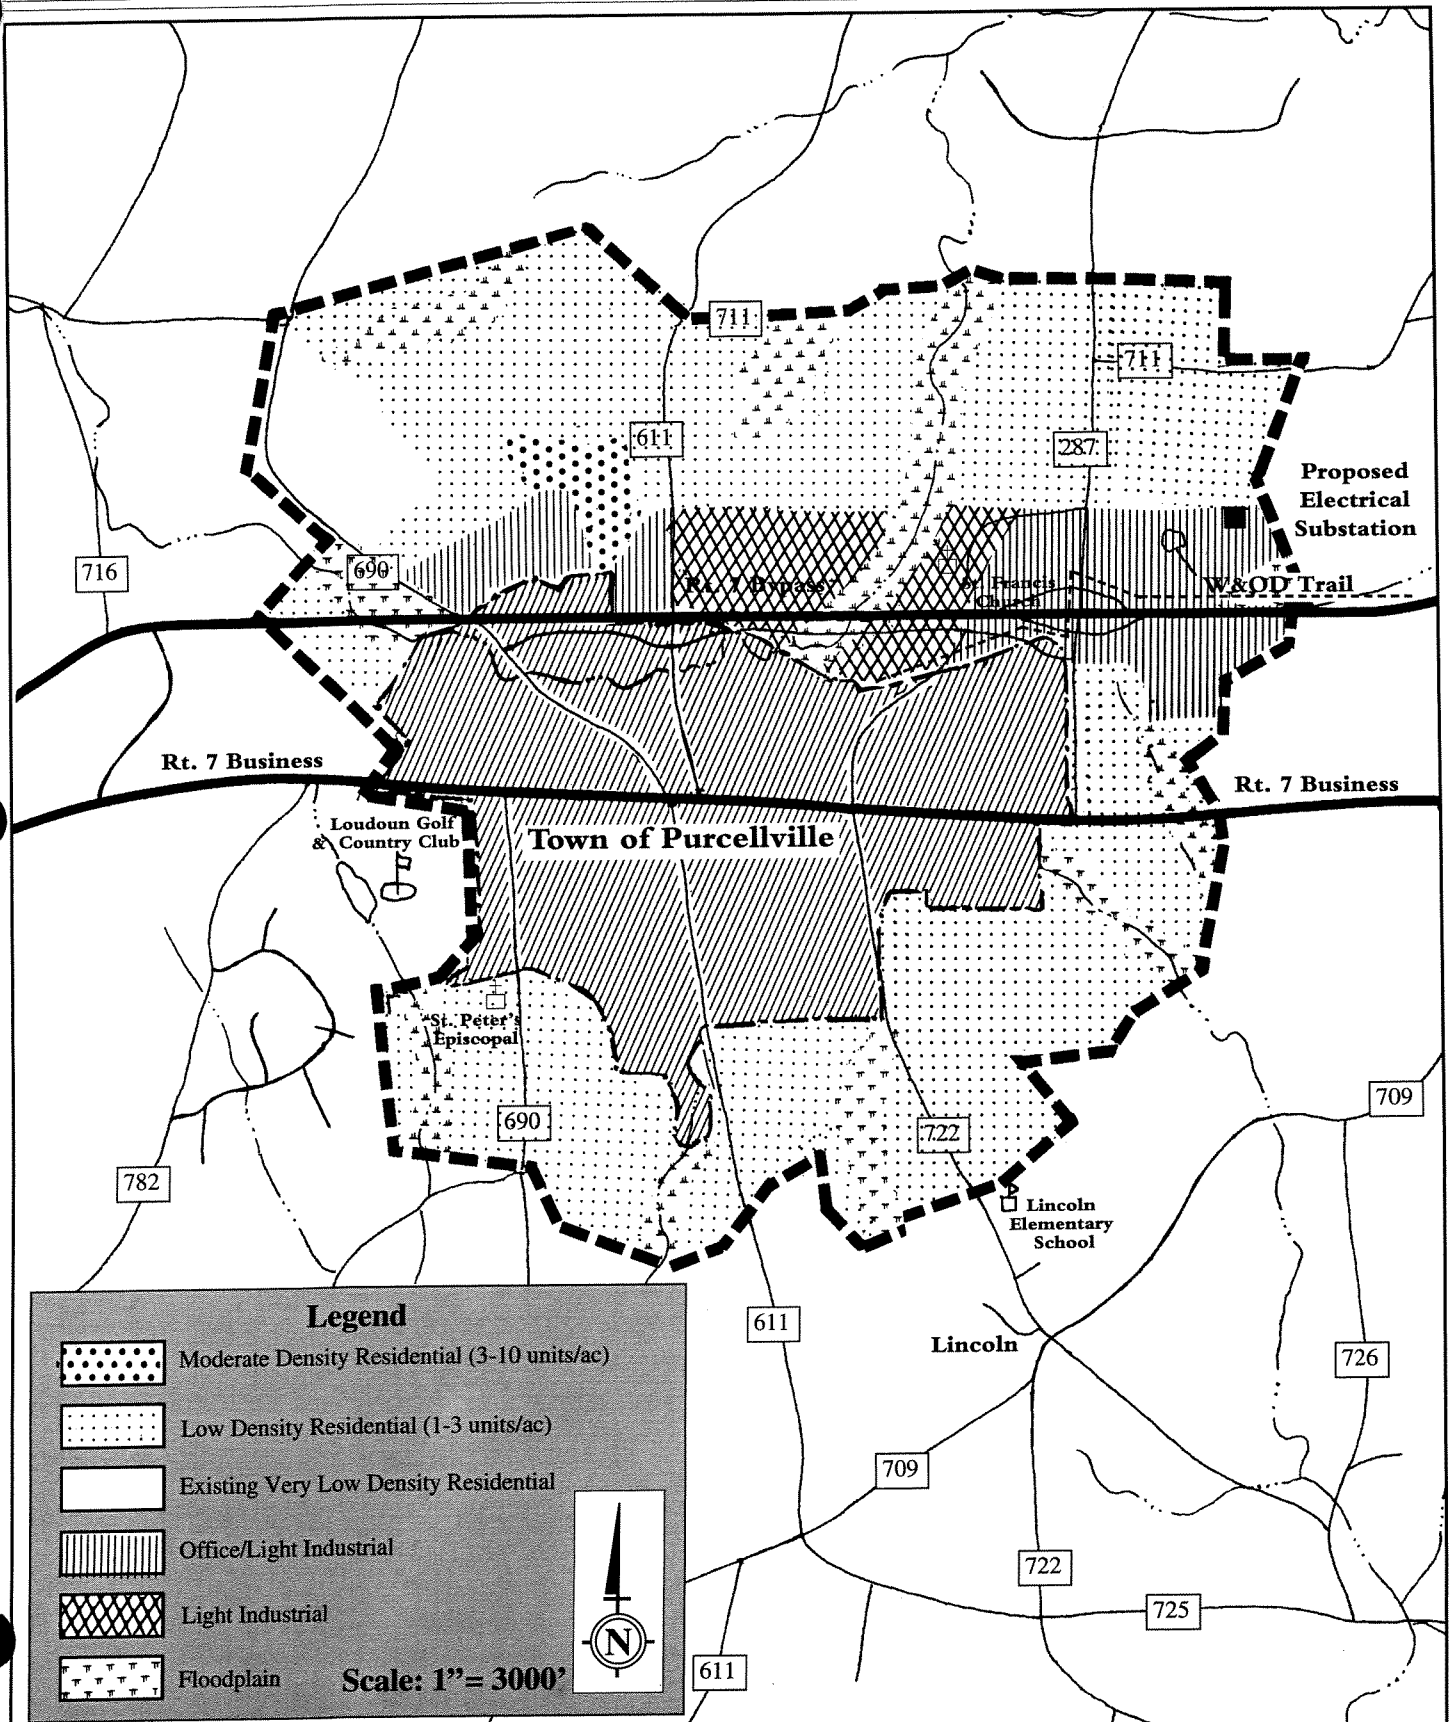 711
711
611
287
Proposed
Electrical
Substation
716
690
Rt. 7 Bypass
St. Francis
Church
W&OD Trail
Rt. 7 Business
Rt. 7 Business
Loudoun Golf
& Country Club
Town of Purcellville
St. Peter's
Episcopal
690
722
709
782
Lincoln
Elementary
School
611
Lincoln
726
709
722
725
611
Legend
Moderate Density Residential (3-10 units/ac)
Low Density Residential (1-3 units/ac)
Existing Very Low Density Residential
Office/Light Industrial
Light Industrial
Floodplain
Scale: 1”= 3000’
N